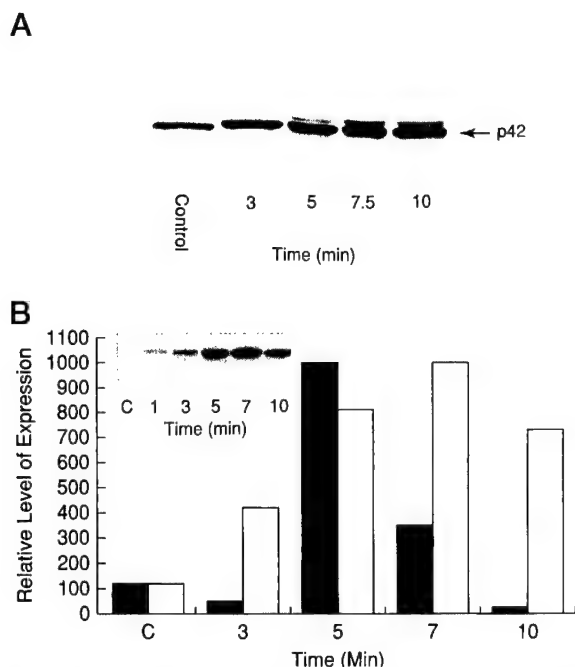 A
p42
Control 3 5 7.5 10
Time (min)
B
1100
1000
900
800
700
600
500
400
300
200
100
0
Relative Level of Expression
C 1 3 5 7 10
Time (min)
C 3 5 7 10
Time (Min)